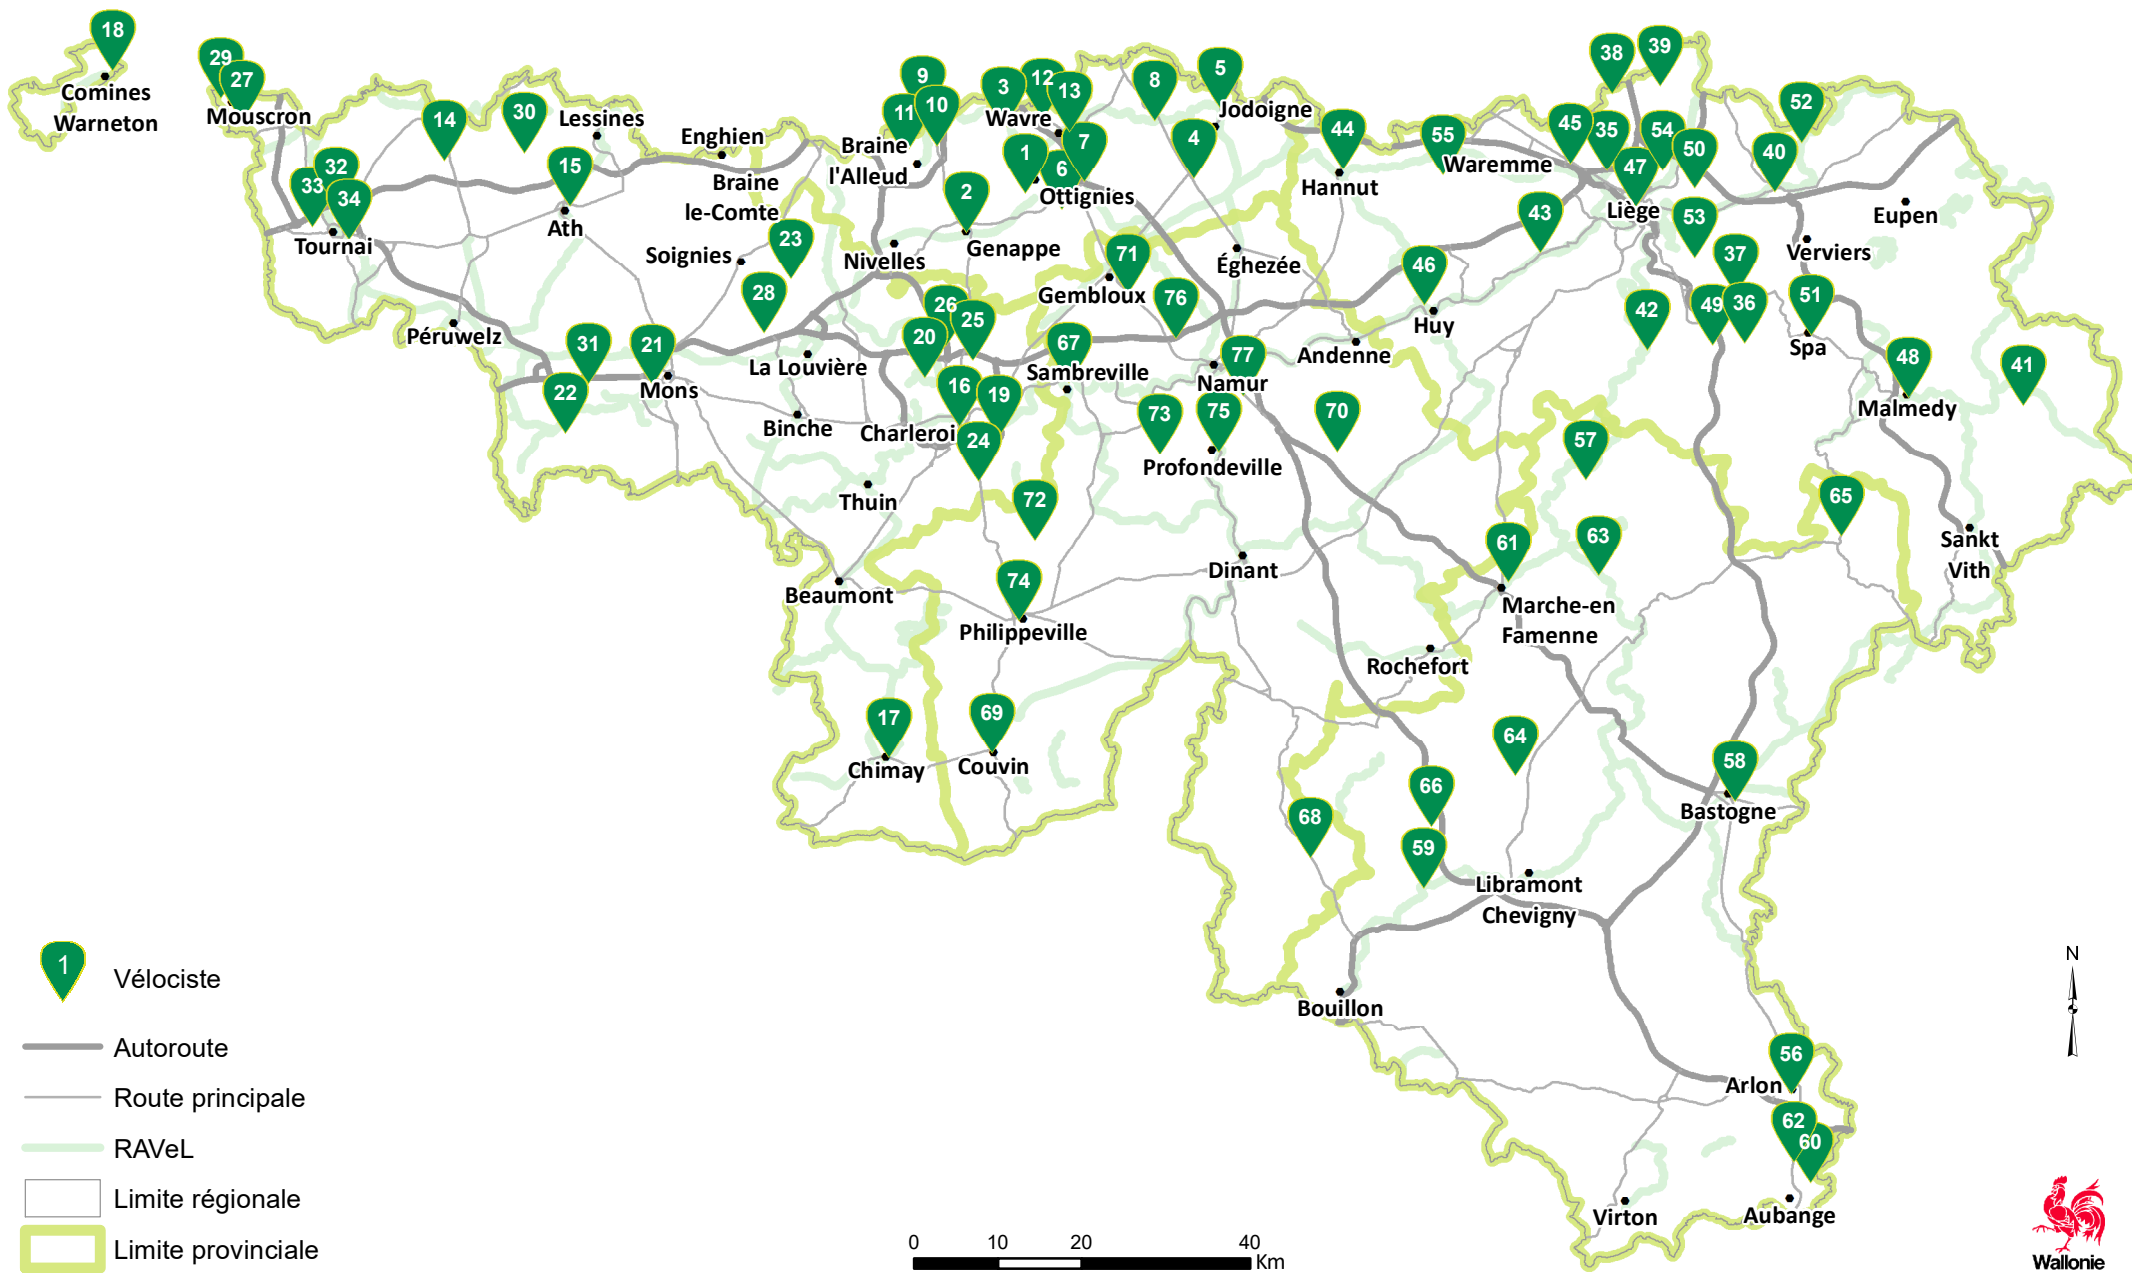 18
29
27
Comines
Warneton
Mouscron
14
30
Lessines
32
33
34
Tournai
15
Ath
Enghien
Braine
le-Comte
Soignies
23
28
Péruwelz
31
21
22
Mons
La Louvière
Binche
9
11
10
Braine
l'Alleud
3
12
13
Wavre
8
5
Jodoigne
1
6
7
4
Ottignies
2
Genappe
Nivelles
71
Gembloux
Éghezée
76
26
25
20
67
Sambreville
16
19
Charleroi
24
77
Namur
73
75
Profondeville
70
Andenne
44
Hannut
55
Waremme
45
35
38
39
54
47
50
Liège
40
52
Eupen
43
46
Huy
53
37
Verviers
42
49
36
51
Spa
48
Malmedy
41
57
65
Sankt
Vith
Thuin
72
Beaumont
74
Philippeville
Dinant
61
63
Marche-en
Famenne
Rochefort
17
Chimay
69
Couvin
64
66
68
59
58
Bastogne
Libramont
Chevigny
Bouillon
56
Arlon
62
60
Virton
Aubange
1
Vélociste
Autoroute
Route principale
RAVeL
Limite régionale
Limite provinciale
0
10
20
40
Km
N
Wallonie